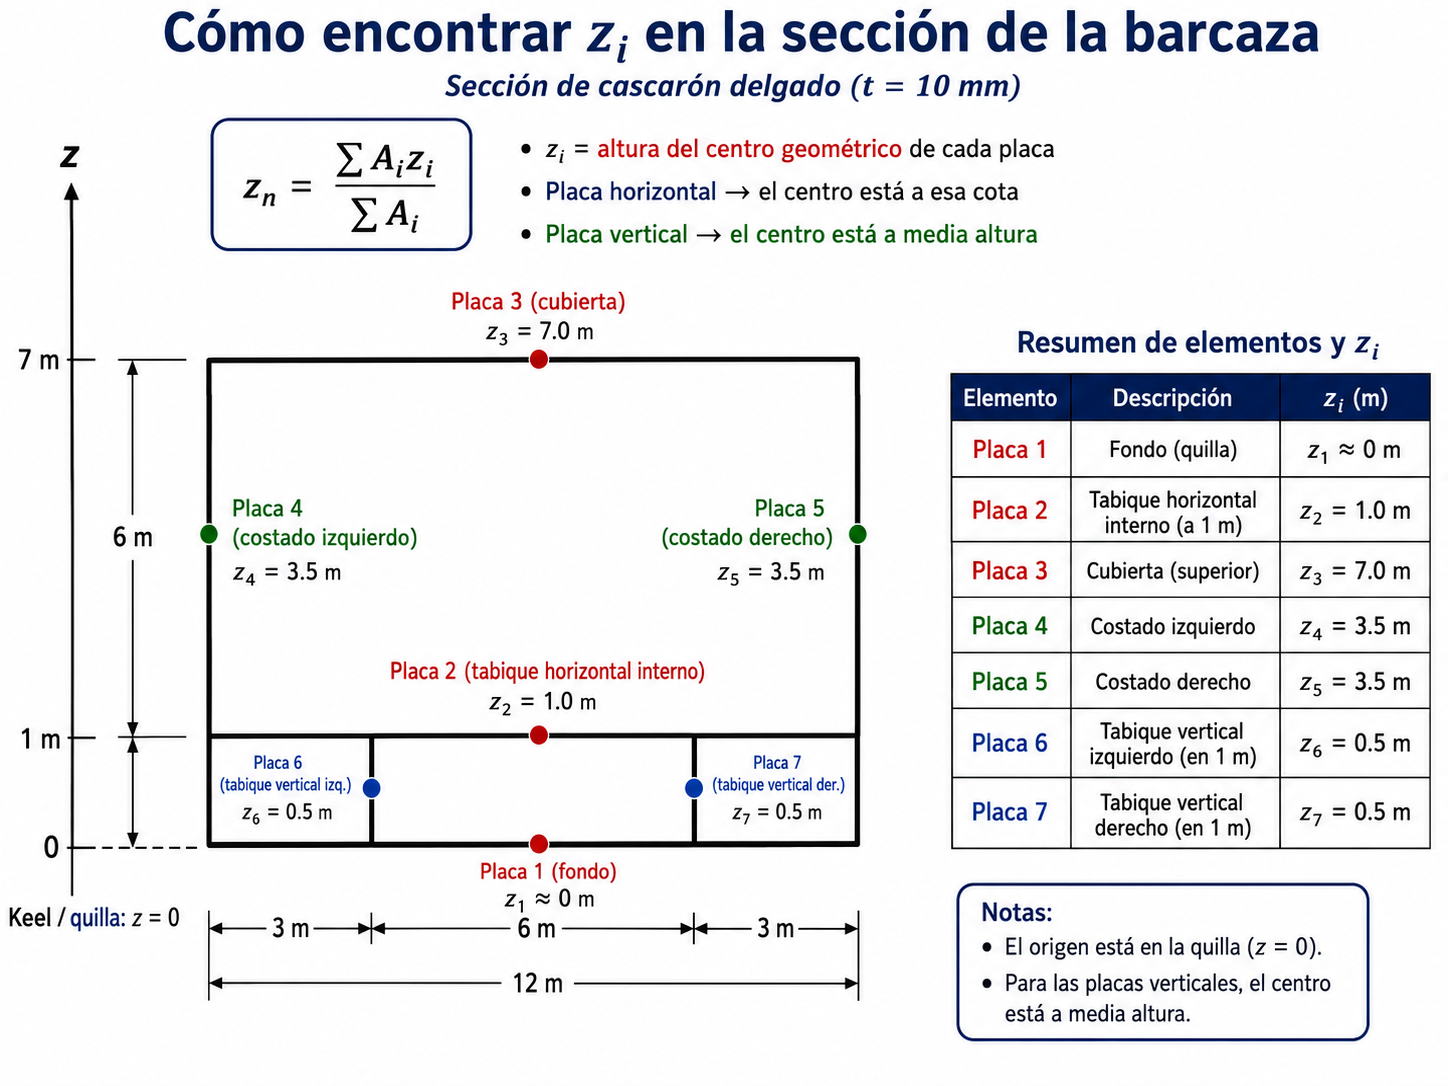 Cómo encontrar zᵢ en la sección de la barcaza
Sección de cascarón delgado (t = 10 mm)
zₙ = ∑ Aᵢzᵢ / ∑ Aᵢ
• zᵢ = altura del centro geométrico de cada placa
• Placa horizontal → el centro está a esa cota
• Placa vertical → el centro está a media altura
z
7 m
6 m
1 m
0
Keel / quilla: z = 0
Placa 3 (cubierta)
z₃ = 7.0 m
Placa 4
(costado izquierdo)
z₄ = 3.5 m
Placa 5
(costado derecho)
z₅ = 3.5 m
Placa 2 (tabique horizontal interno)
z₂ = 1.0 m
Placa 6
(tabique vertical izq.)
z₆ = 0.5 m
Placa 7
(tabique vertical der.)
z₇ = 0.5 m
Placa 1 (fondo)
z₁ ≈ 0 m
3 m
6 m
3 m
12 m
Resumen de elementos y zᵢ
Elemento Descripción zᵢ (m)
Placa 1 Fondo (quilla) z₁ ≈ 0 m
Placa 2 Tabique horizontal
interno (a 1 m) z₂ = 1.0 m
Placa 3 Cubierta (superior) z₃ = 7.0 m
Placa 4 Costado izquierdo z₄ = 3.5 m
Placa 5 Costado derecho z₅ = 3.5 m
Placa 6 Tabique vertical
izquierdo (en 1 m) z₆ = 0.5 m
Placa 7 Tabique vertical
derecho (en 1 m) z₇ = 0.5 m
Notas:
• El origen está en la quilla (z = 0).
• Para las placas verticales, el centro
está a media altura.